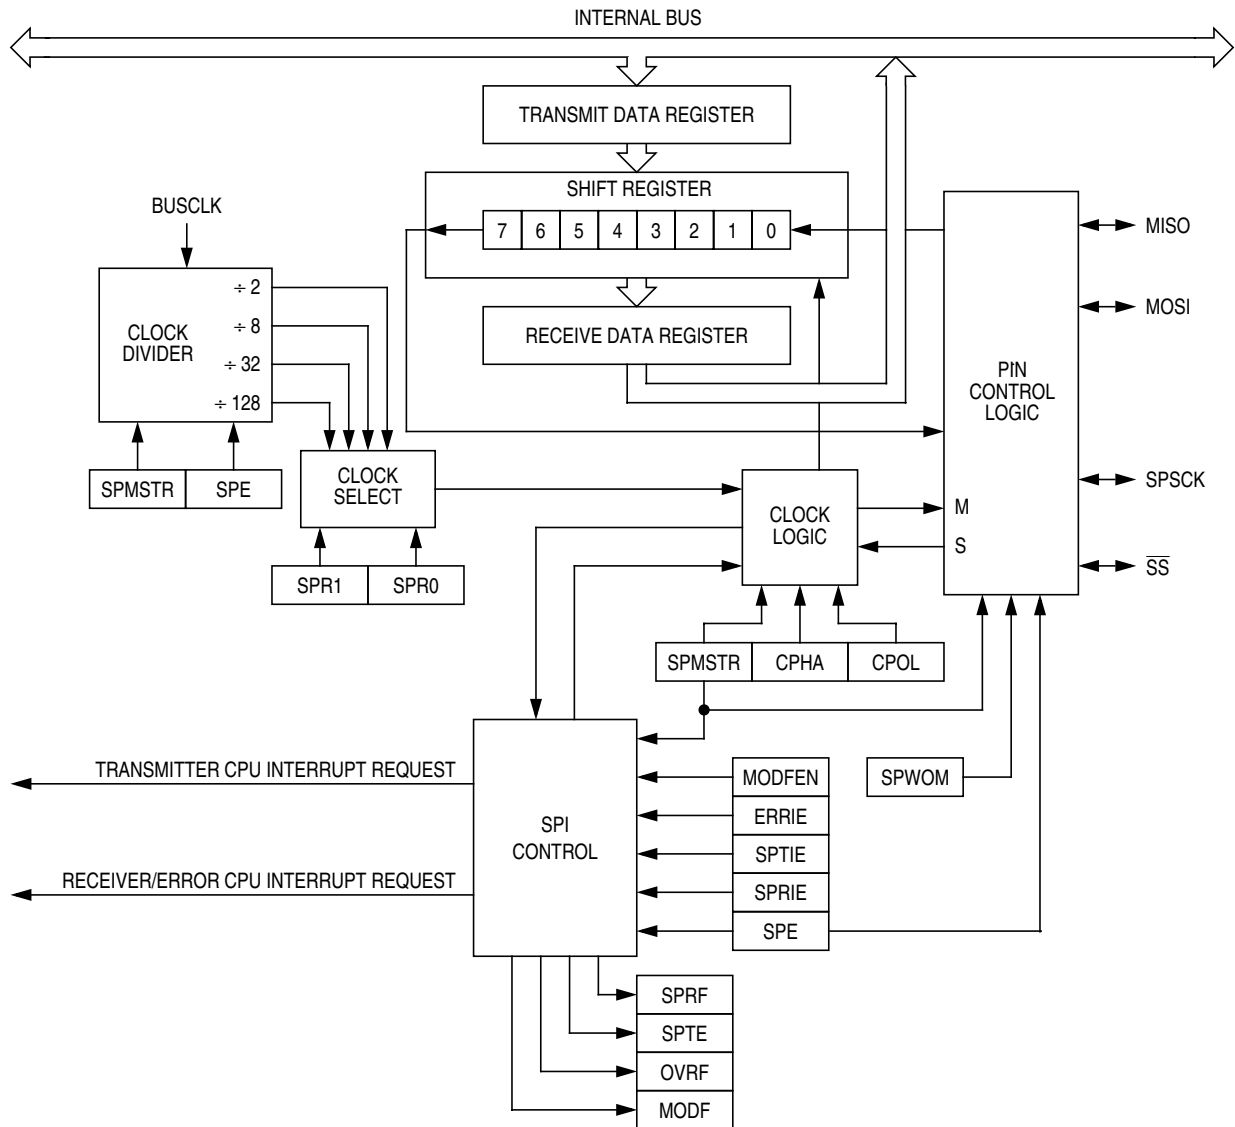 INTERNAL BUS
TRANSMIT DATA REGISTER
SHIFT REGISTER
7 6 5 4 3 2 1 0
RECEIVE DATA REGISTER
BUSCLK
CLOCK
DIVIDER
÷ 2
÷ 8
÷ 32
÷ 128
SPMSTR SPE
CLOCK
SELECT
SPR1 SPR0
CLOCK
LOGIC
SPMSTR CPHA CPOL
PIN
CONTROL
LOGIC
M
S
MISO
MOSI
SPSCK
SS
TRANSMITTER CPU INTERRUPT REQUEST
RECEIVER/ERROR CPU INTERRUPT REQUEST
SPI
CONTROL
MODFEN
ERRIE
SPTIE
SPRIE
SPE
SPWOM
SPRF
SPTE
OVRF
MODF